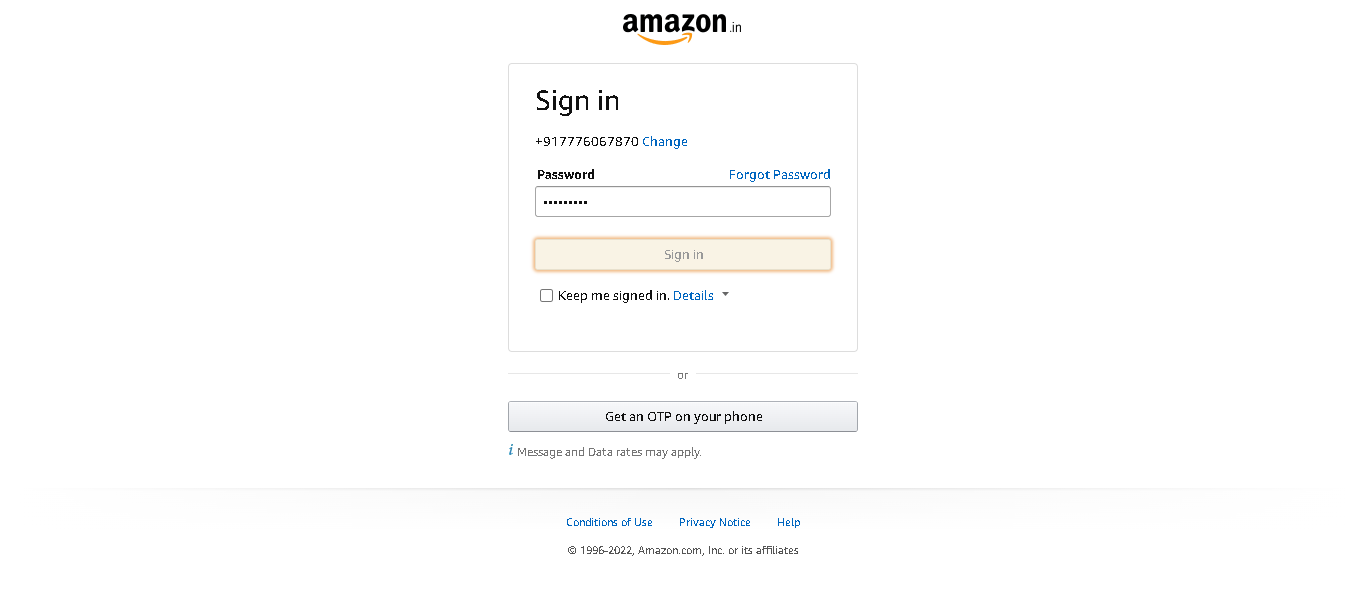 amazon.in
Sign in
+917776067870 Change
Password Forgot Password
•••••••••
Sign in
Keep me signed in. Details
or
Get an OTP on your phone
i Message and Data rates may apply.
Conditions of Use Privacy Notice Help
© 1996-2022, Amazon.com, Inc. or its affiliates